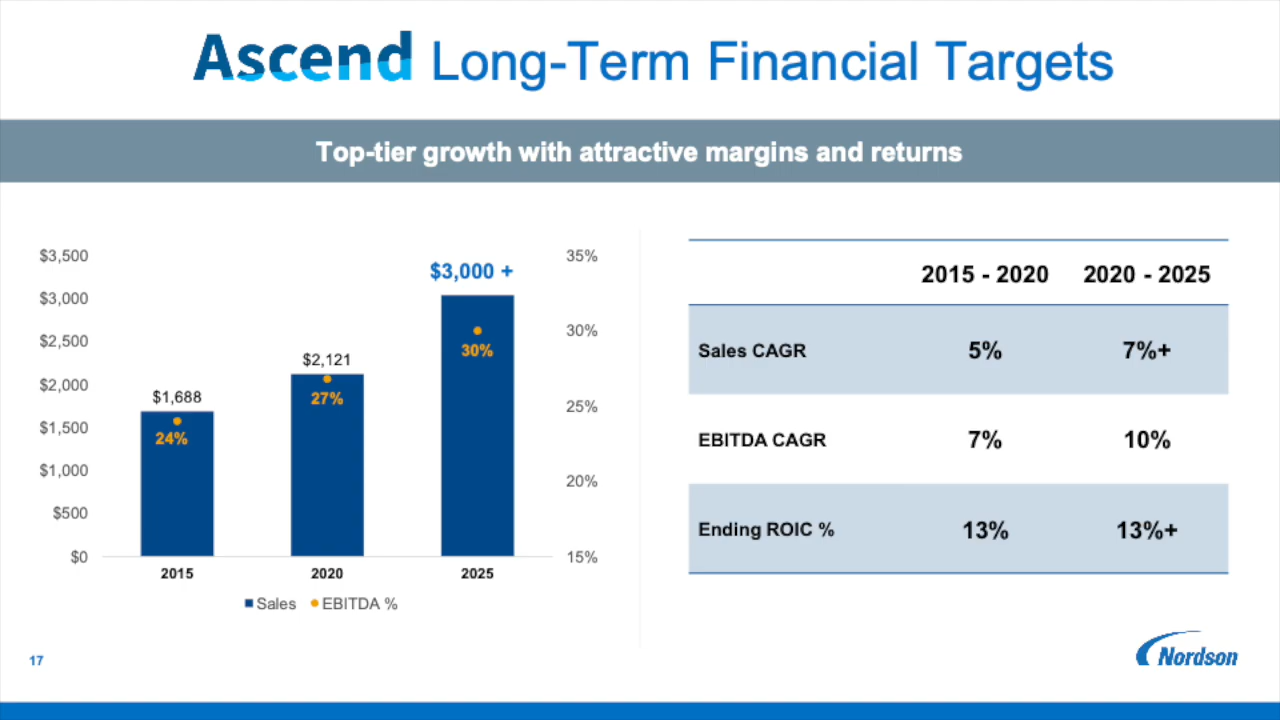 Ascend Long-Term Financial Targets
Top-tier growth with attractive margins and returns
$3,500
$3,000
$2,500
$2,000
$1,500
$1,000
$500
$0
35%
30%
25%
20%
15%
$1,688
24%
$2,121
27%
$3,000 +
30%
2015 2020 2025
Sales EBITDA %
2015 - 2020 2020 - 2025
Sales CAGR 5% 7%+
EBITDA CAGR 7% 10%
Ending ROIC % 13% 13%+
17
Nordson